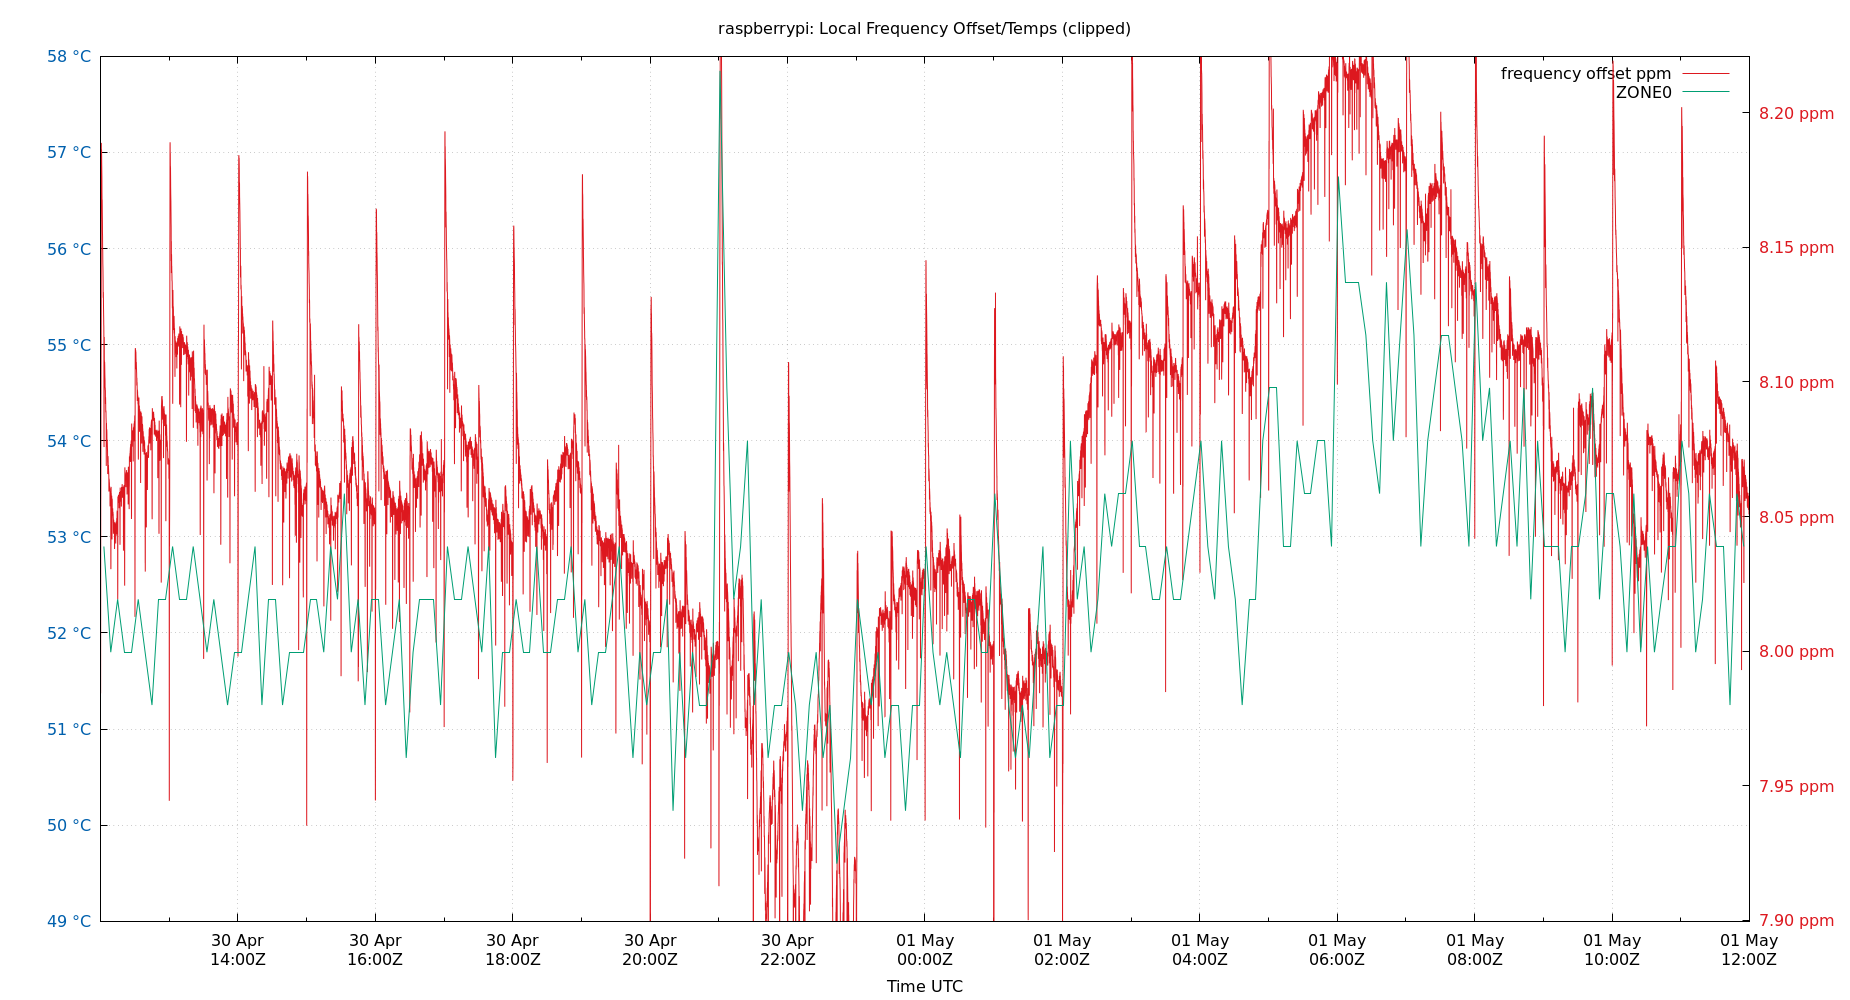 raspberrypi: Local Frequency Offset/Temps (clipped)
58 °C
57 °C
56 °C
55 °C
54 °C
53 °C
52 °C
51 °C
50 °C
49 °C
frequency offset ppm
ZONE0
8.20 ppm
8.15 ppm
8.10 ppm
8.05 ppm
8.00 ppm
7.95 ppm
7.90 ppm
30 Apr
14:00Z
30 Apr
16:00Z
30 Apr
18:00Z
30 Apr
20:00Z
30 Apr
22:00Z
01 May
00:00Z
01 May
02:00Z
01 May
04:00Z
01 May
06:00Z
01 May
08:00Z
01 May
10:00Z
01 May
12:00Z
Time UTC